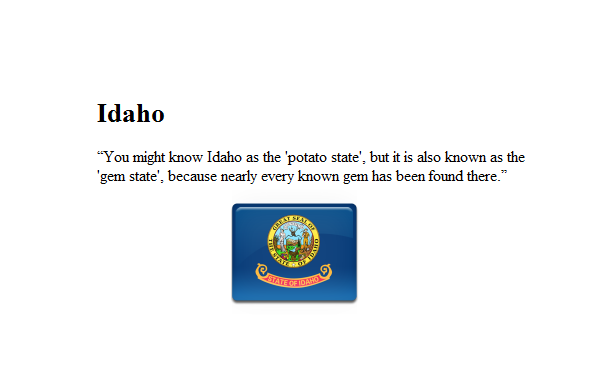 Idaho
“You might know Idaho as the 'potato state', but it is also known as the
'gem state', because nearly every known gem has been found there.”
GREAT SEAL OF
THE STATE OF IDAHO
STATE OF IDAHO